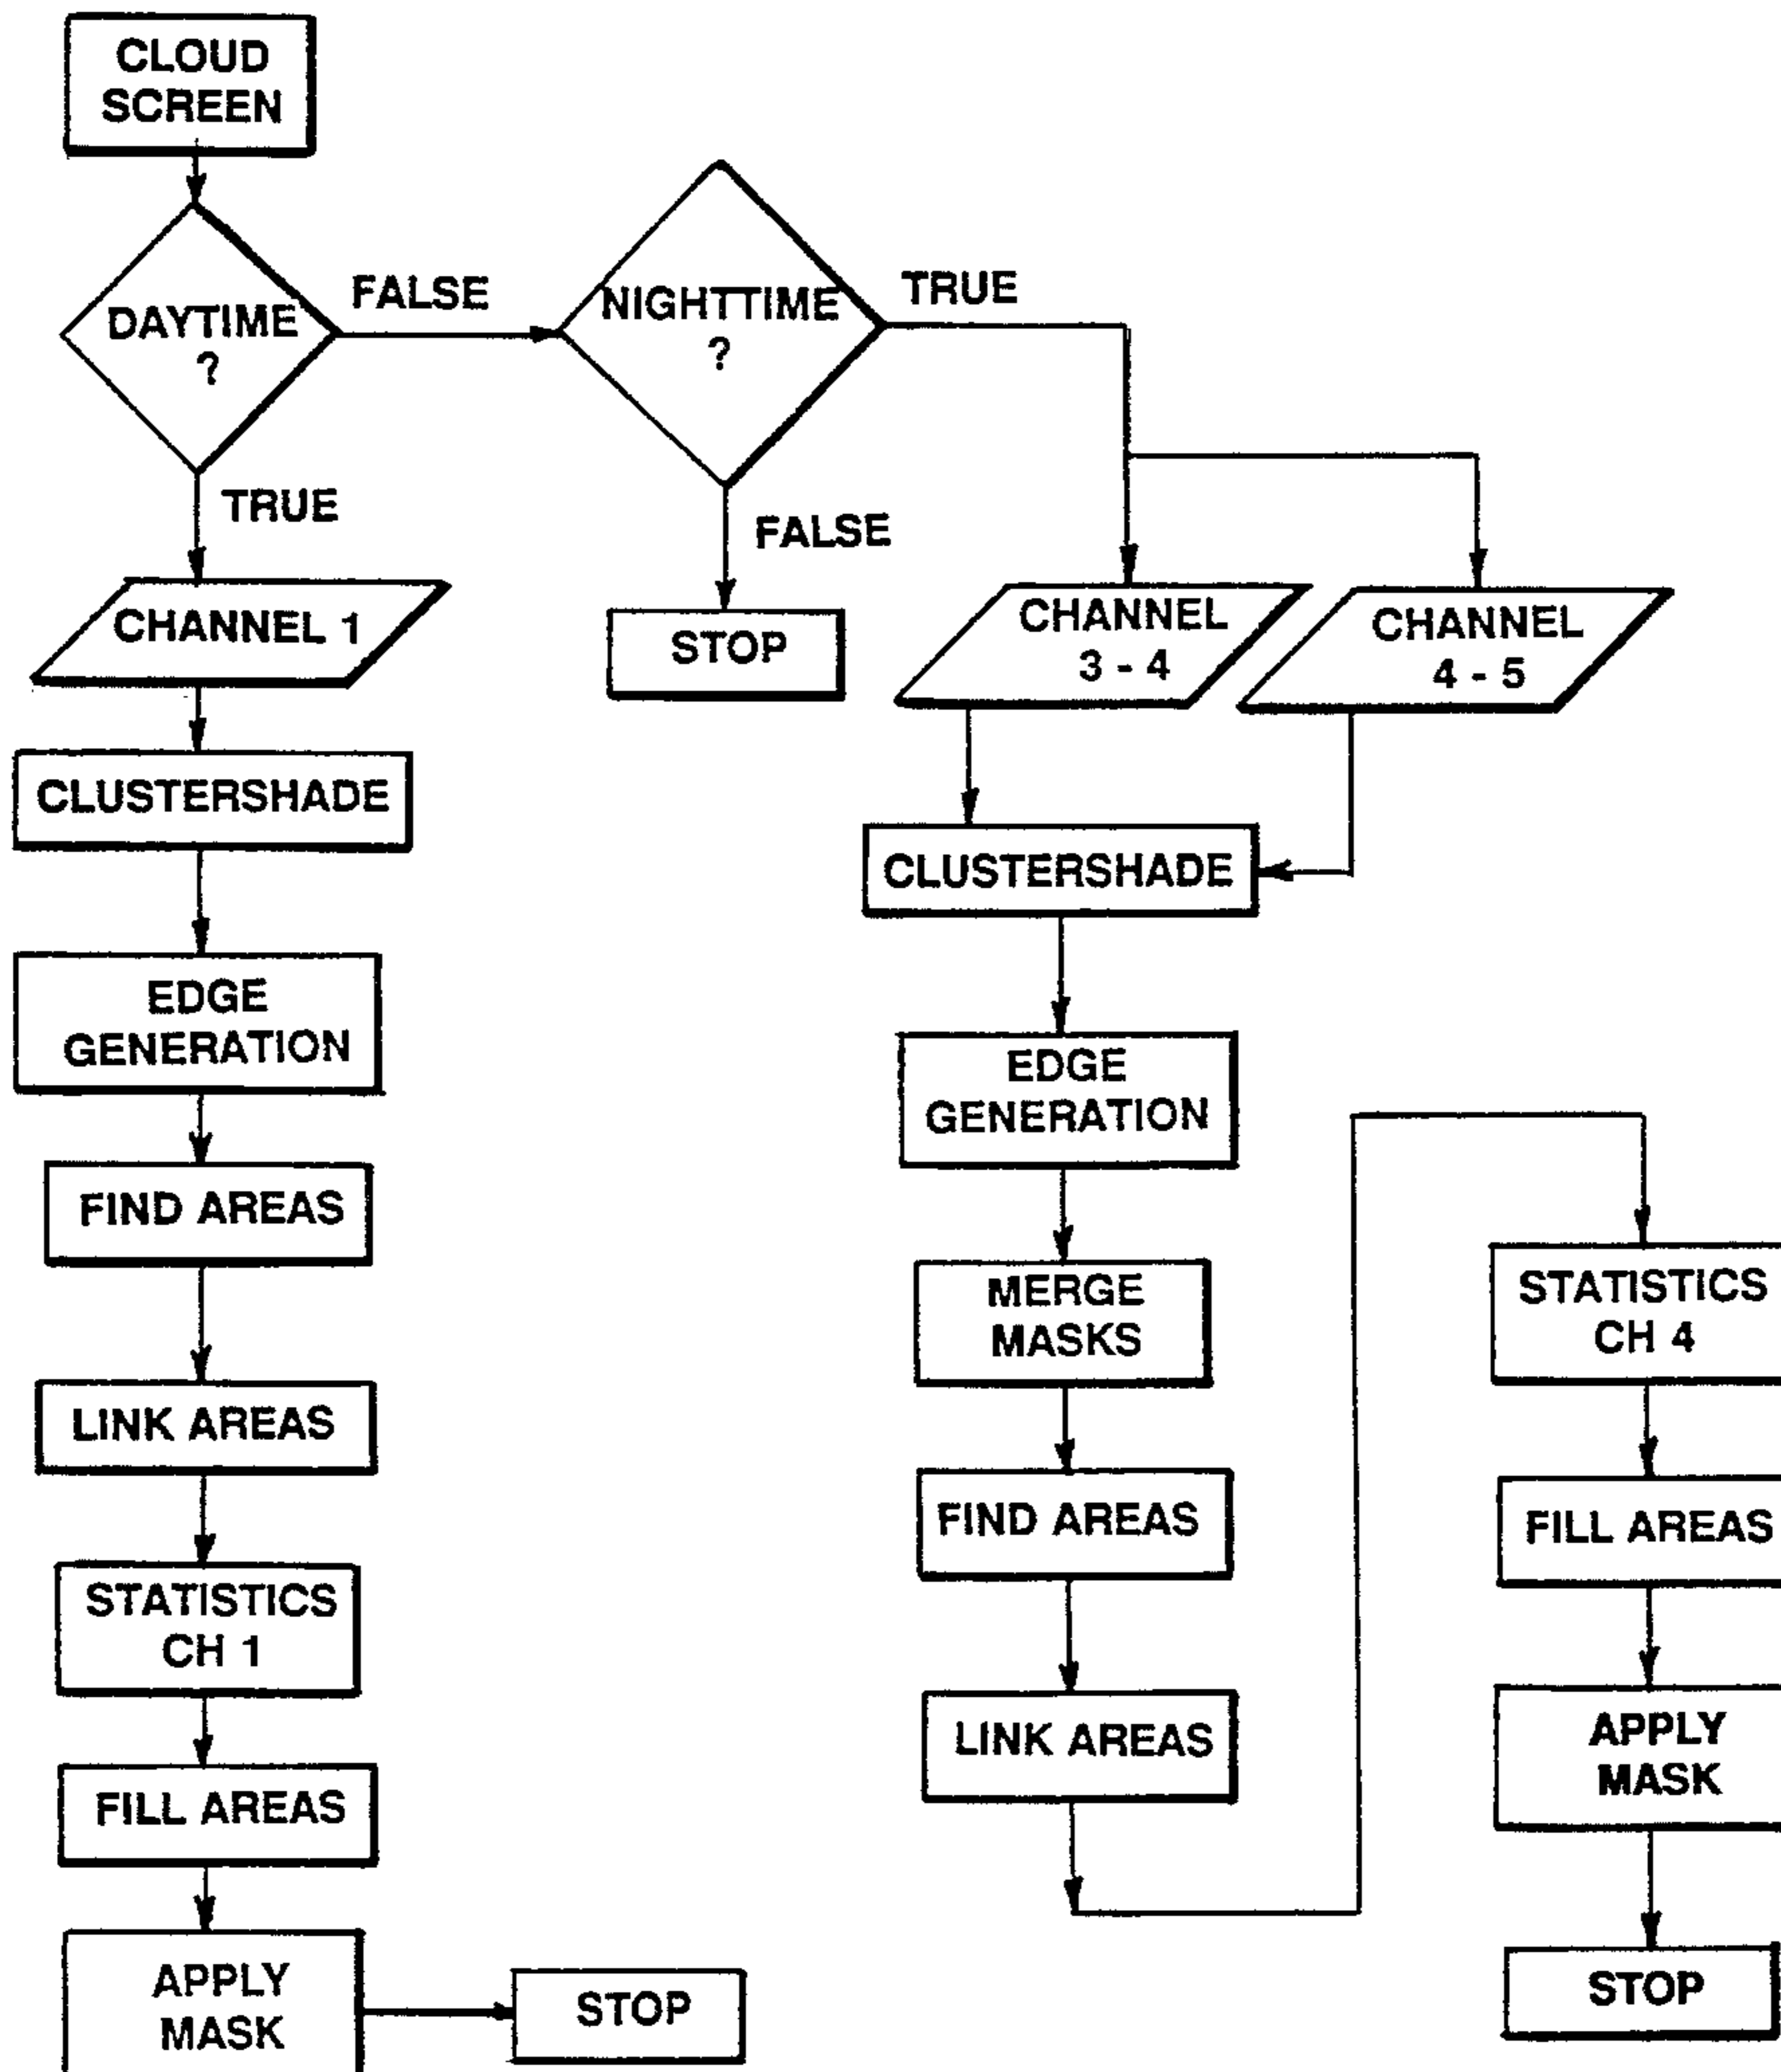 CLOUD
SCREEN
DAYTIME
?
FALSE
NIGHTTIME
?
TRUE
TRUE
FALSE
CHANNEL 1
STOP
CHANNEL
3 - 4
CHANNEL
4 - 5
CLUSTERSHADE
EDGE
GENERATION
FIND AREAS
LINK AREAS
STATISTICS
CH 1
FILL AREAS
APPLY
MASK
STOP
CLUSTERSHADE
EDGE
GENERATION
MERGE
MASKS
FIND AREAS
LINK AREAS
STATISTICS
CH 4
FILL AREAS
APPLY
MASK
STOP